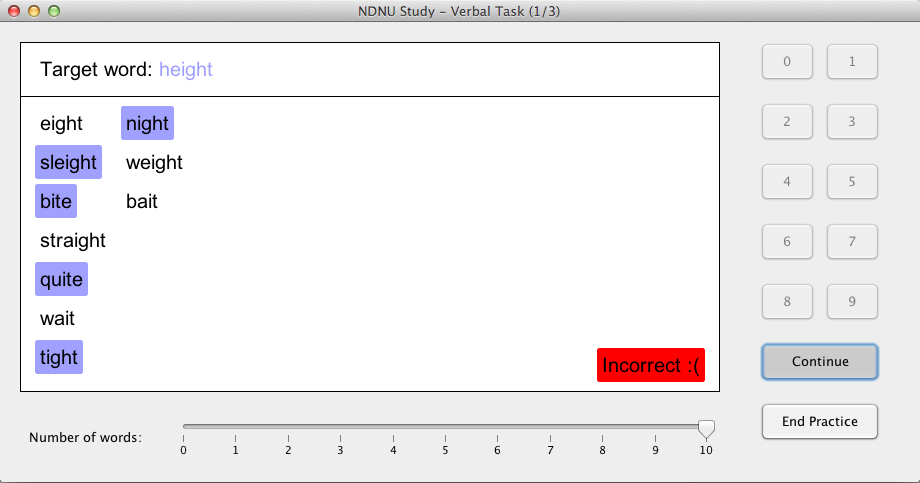 NDNU Study - Verbal Task (1/3)
Target word: height
eight night
sleight weight
bite bait
straight
quite
wait
tight
Incorrect :(
0 1
2 3
4 5
6 7
8 9
Continue
End Practice
Number of words:
0 1 2 3 4 5 6 7 8 9 10